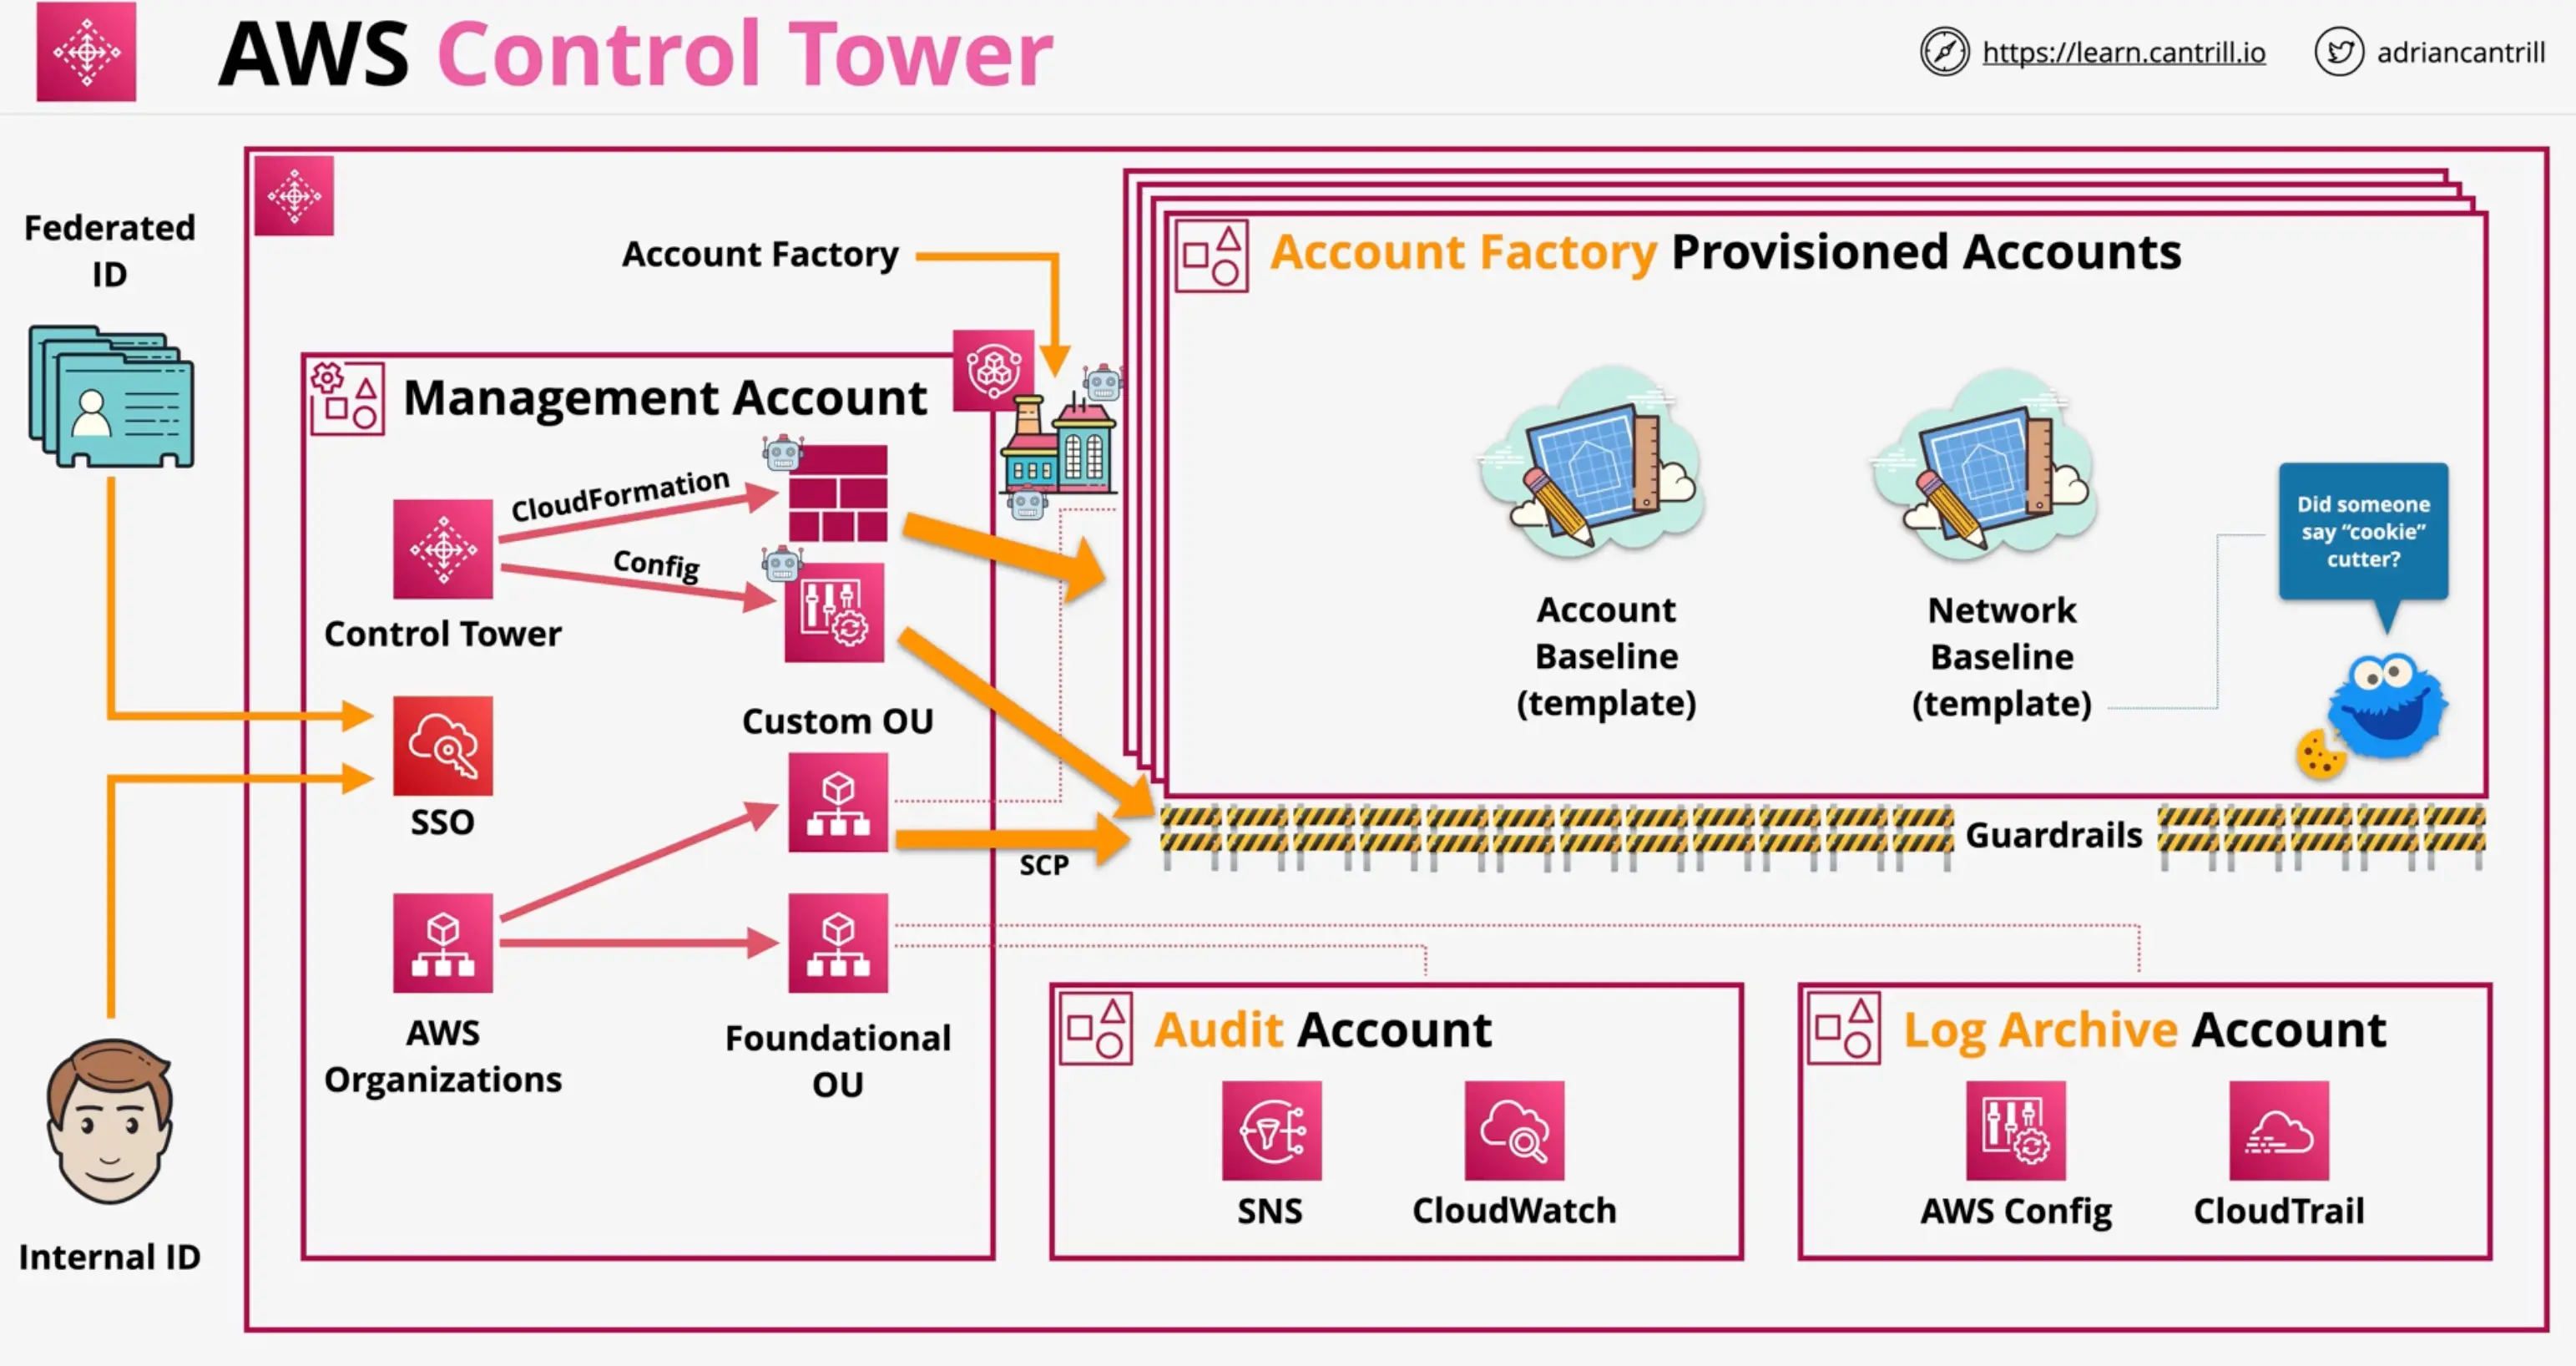 AWS Control Tower
https://learn.cantrill.io
adriancantrill
Federated
ID
Account Factory
Account Factory Provisioned Accounts
Management Account
CloudFormation
Config
Control Tower
Custom OU
SSO
SCP
AWS
Organizations
Foundational
OU
Internal ID
Account
Baseline
(template)
Network
Baseline
(template)
Did someone
say “cookie”
cutter?
Guardrails
Audit Account
SNS
CloudWatch
Log Archive Account
AWS Config
CloudTrail